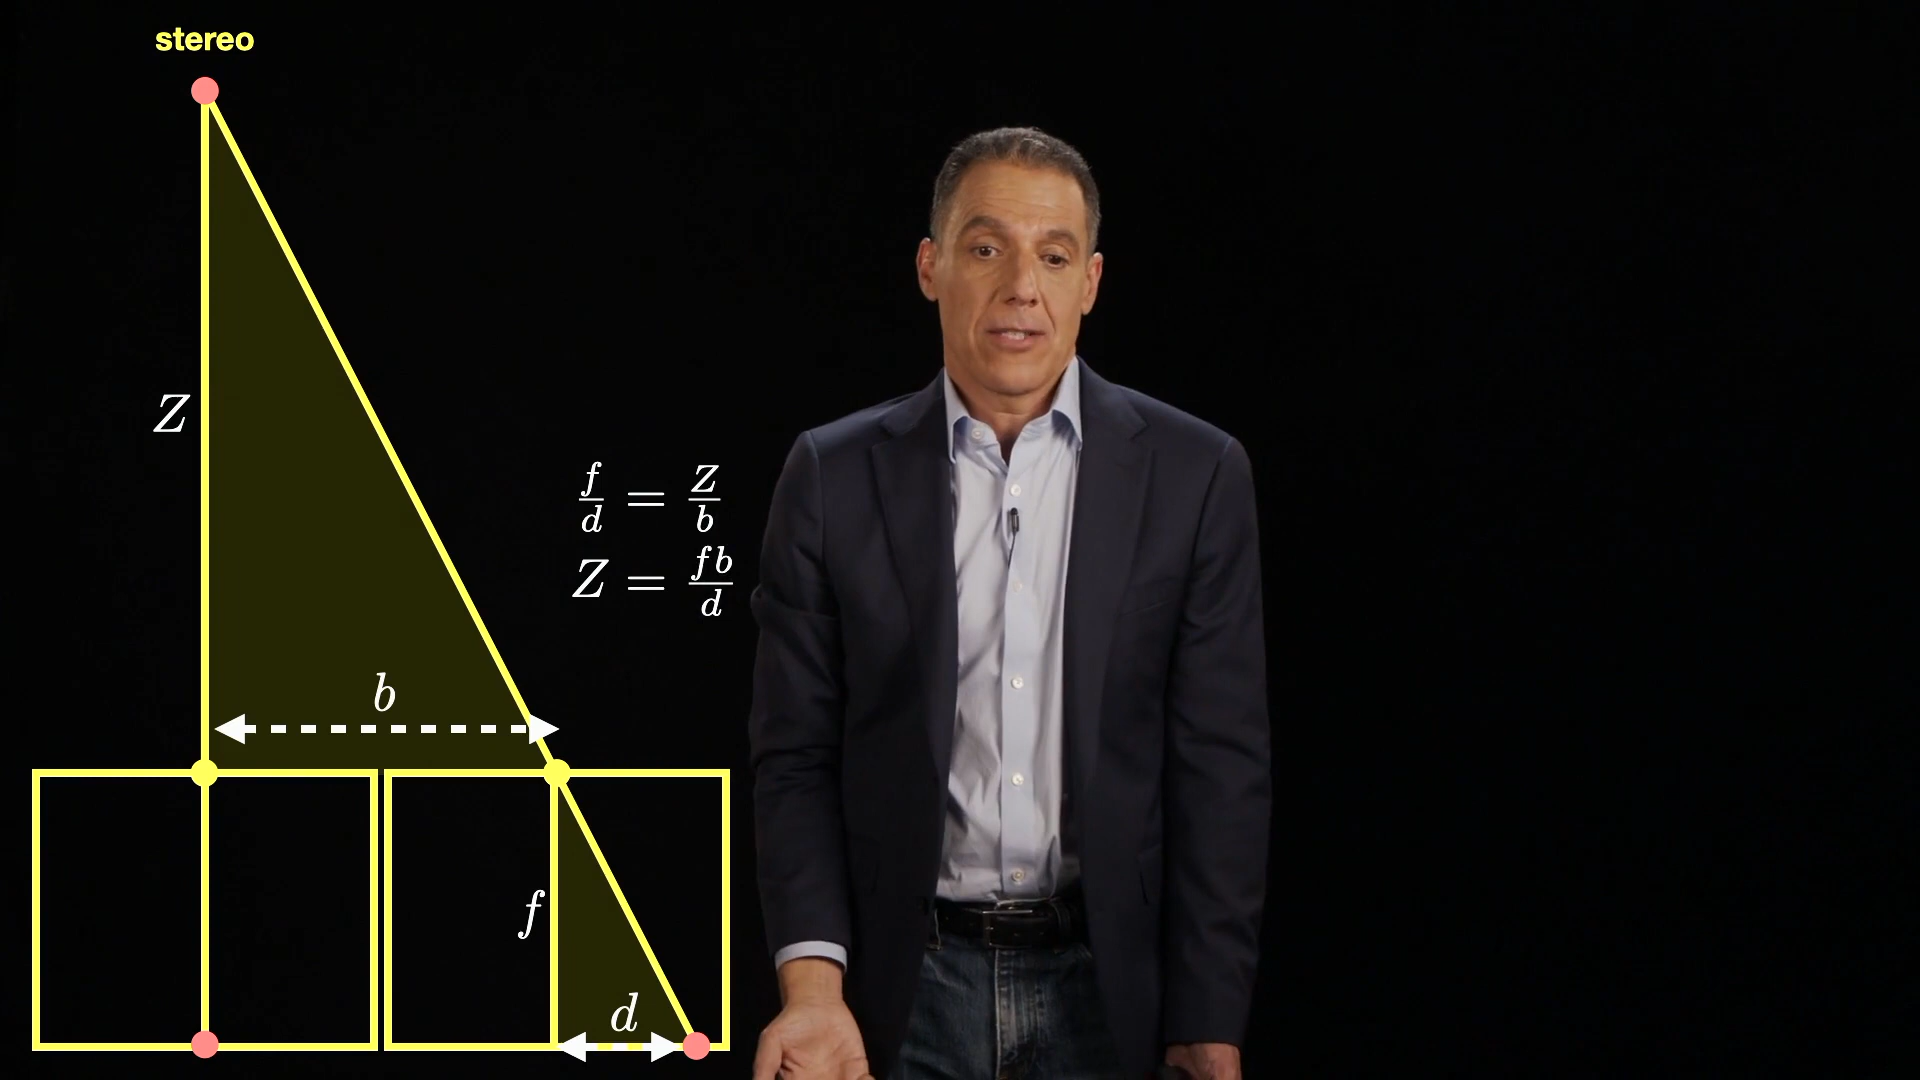 stereo
Z
f/d = Z/b
Z = fb/d
b
f
d